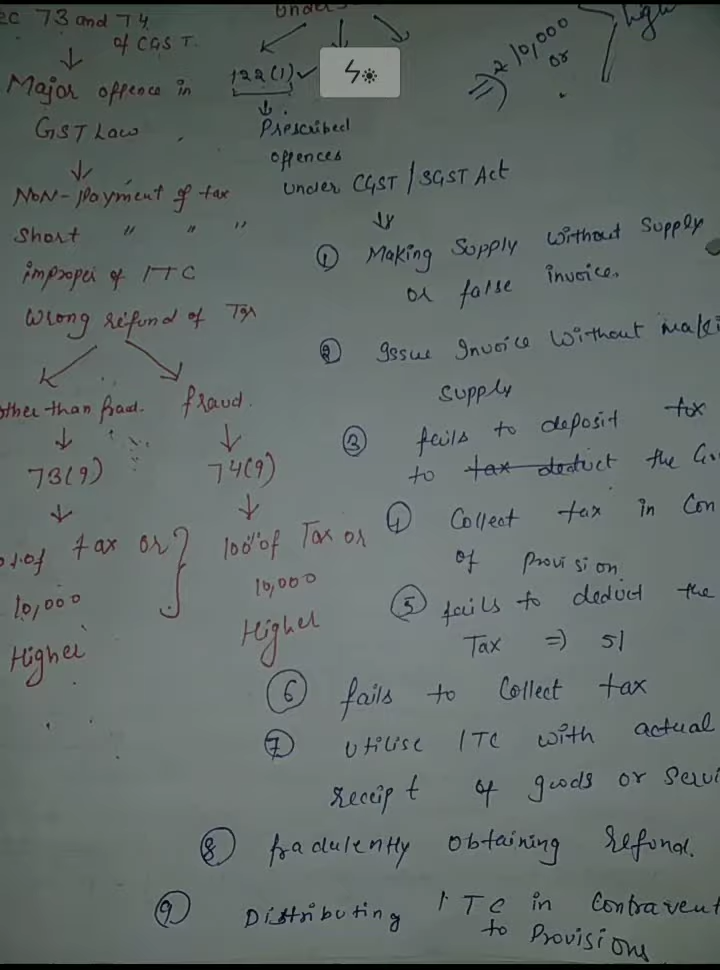 ec 73 and 74
of CGST.
Major offence in
GST Law
Non-payment of tax
Short " " "
improper of ITC
Wrong refund of Tax
other than fraud. fraud.
73(9) 74(9)
tax or
10,000
Higher
100% of Tax or
10,000
Higher
Under
122(1)
Prescribed
offences
under CGST/SGST Act
10,000
or
high
① Making Supply without Supply
or false invoice.
② Issue Invoice without maki
supply
③ fails to deposit tax
to tax deduct the Go
④ Collect tax in Con
of provision
⑤ fails to deduct the
Tax ⇒ 51
⑥ fails to Collect tax
⑦ Utilise ITC with actual
receipt of goods or Servi
⑧ fradulently obtaining Refund.
⑨ Distributing ITC in Contravent
to Provisions